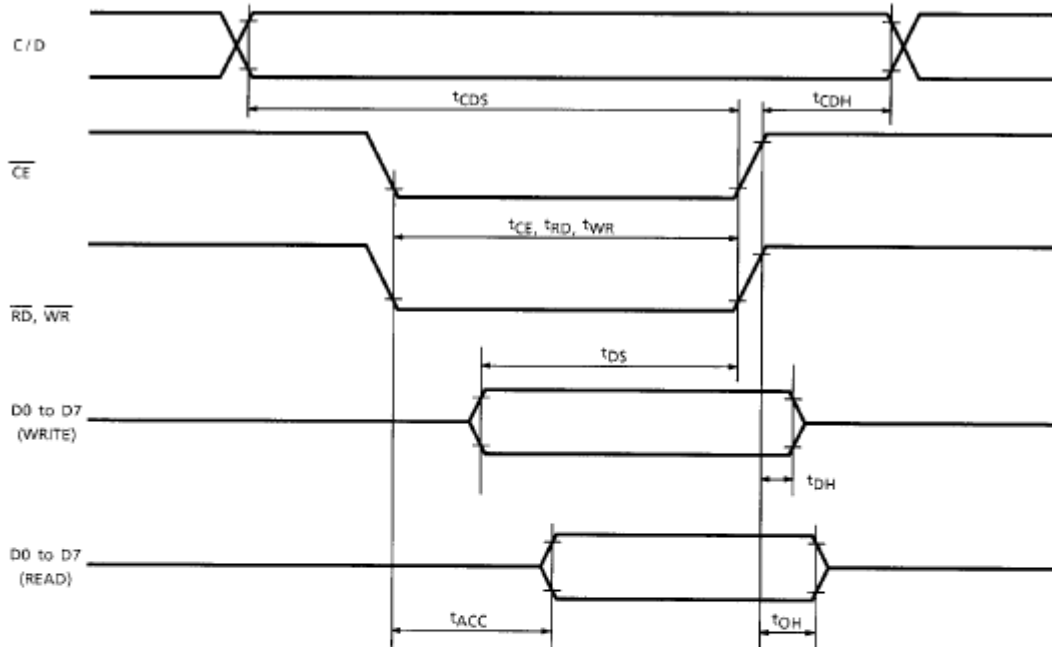 C/D
tCDS
tCDH
CE
tCE, tRD, tWR
RD, WR
tDS
D0 to D7
(WRITE)
tDH
D0 to D7
(READ)
tACC
tOH